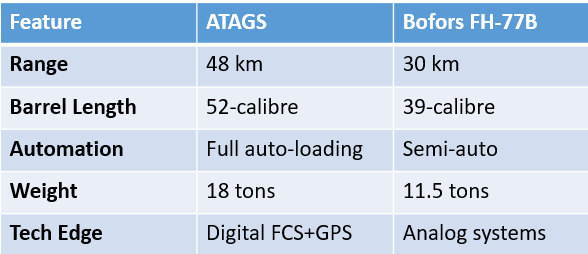 Feature ATAGS Bofors FH-77B
Range 48 km 30 km
Barrel Length 52-calibre 39-calibre
Automation Full auto-loading Semi-auto
Weight 18 tons 11.5 tons
Tech Edge Digital FCS+GPS Analog systems